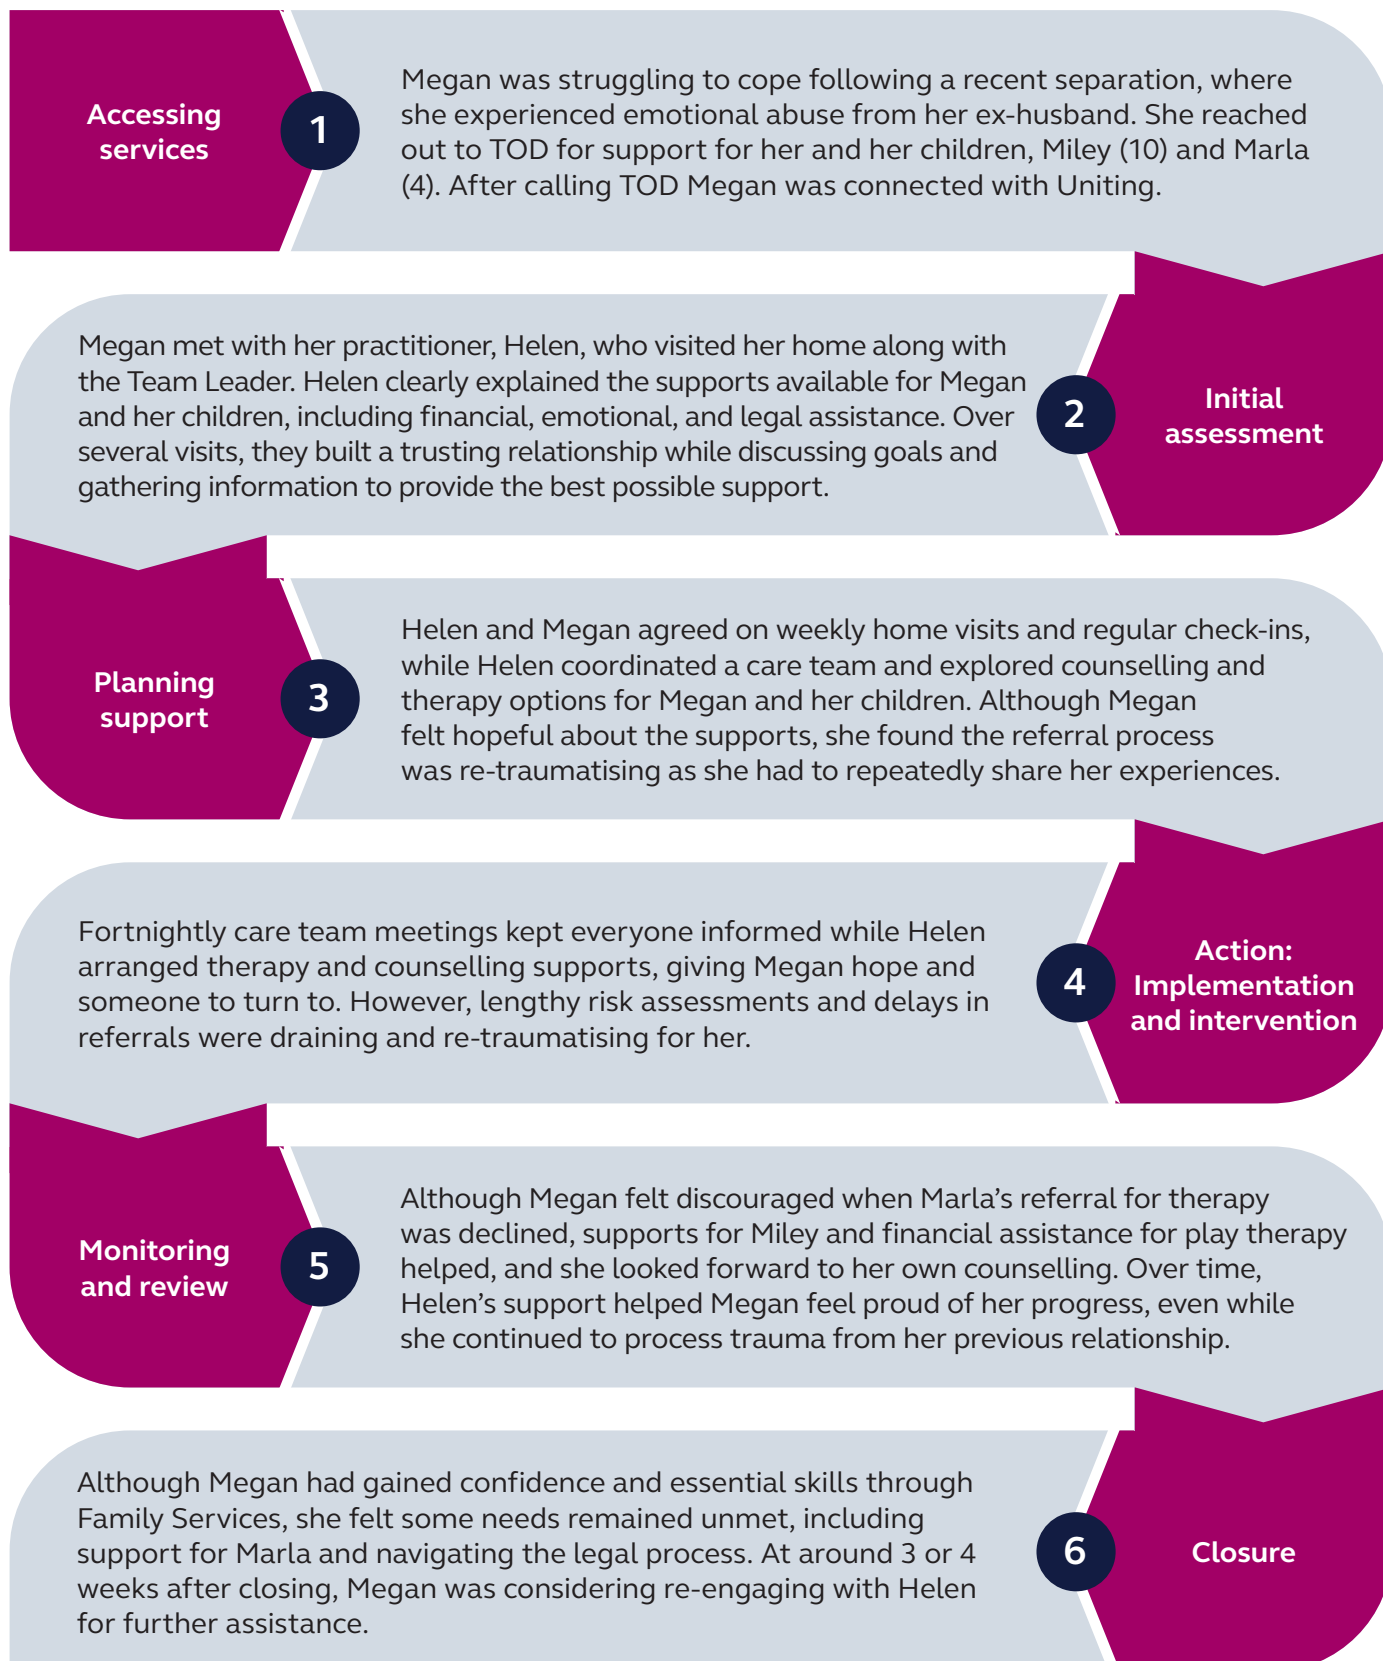 Accessing
services
1
Megan was struggling to cope following a recent separation, where
she experienced emotional abuse from her ex-husband. She reached
out to TOD for support for her and her children, Miley (10) and Marla
(4). After calling TOD Megan was connected with Uniting.
Megan met with her practitioner, Helen, who visited her home along with
the Team Leader. Helen clearly explained the supports available for Megan
and her children, including financial, emotional, and legal assistance. Over
several visits, they built a trusting relationship while discussing goals and
gathering information to provide the best possible support.
2
Initial
assessment
Planning
support
3
Helen and Megan agreed on weekly home visits and regular check-ins,
while Helen coordinated a care team and explored counselling and
therapy options for Megan and her children. Although Megan
felt hopeful about the supports, she found the referral process
was re-traumatising as she had to repeatedly share her experiences.
Fortnightly care team meetings kept everyone informed while Helen
arranged therapy and counselling supports, giving Megan hope and
someone to turn to. However, lengthy risk assessments and delays in
referrals were draining and re-traumatising for her.
4
Action:
Implementation
and intervention
Monitoring
and review
5
Although Megan felt discouraged when Marla’s referral for therapy
was declined, supports for Miley and financial assistance for play therapy
helped, and she looked forward to her own counselling. Over time,
Helen’s support helped Megan feel proud of her progress, even while
she continued to process trauma from her previous relationship.
Although Megan had gained confidence and essential skills through
Family Services, she felt some needs remained unmet, including
support for Marla and navigating the legal process. At around 3 or 4
weeks after closing, Megan was considering re-engaging with Helen
for further assistance.
6
Closure